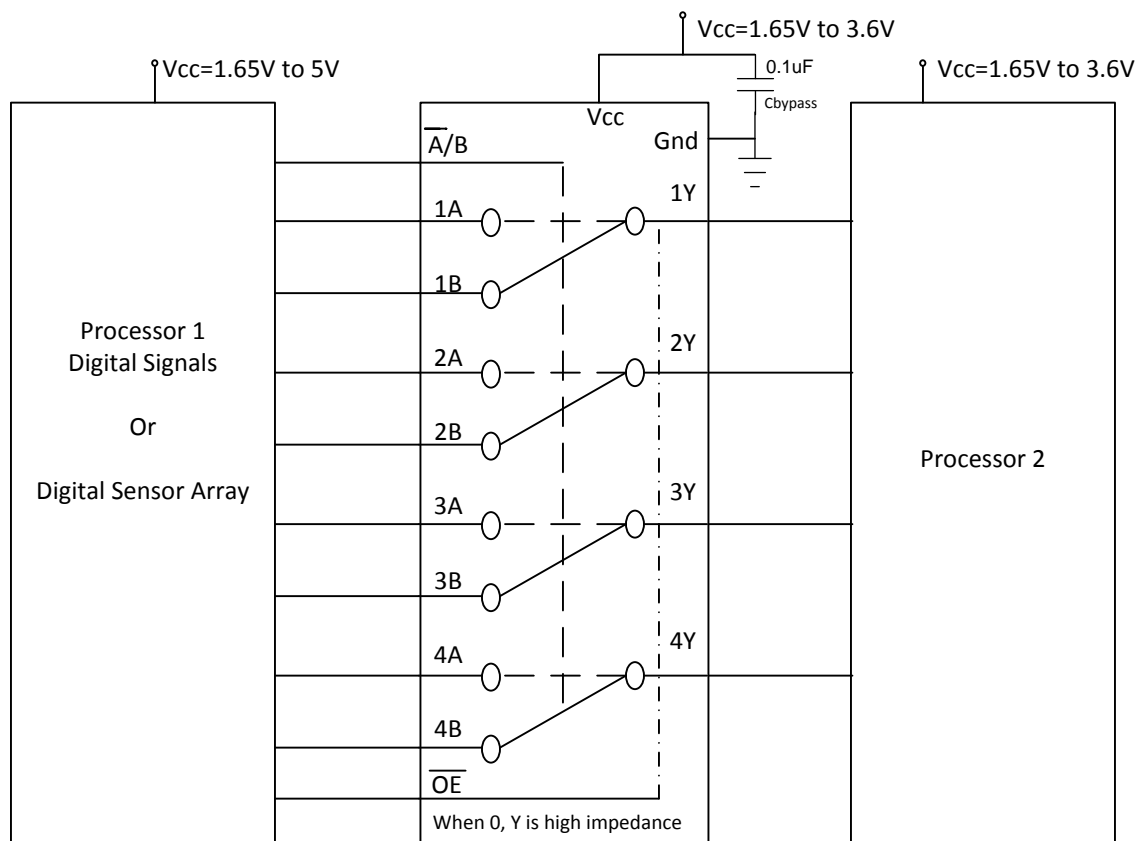 Vcc=1.65V to 3.6V
Vcc=1.65V to 5V
0.1uF
Cbypass
Vcc=1.65V to 3.6V
Vcc
Gnd
A̅/B
1A
1Y
1B
Processor 1
Digital Signals
Or
Digital Sensor Array
2A
2Y
2B
3A
3Y
3B
4A
4Y
4B
O̅E̅
When 0, Y is high impedance
Processor 2